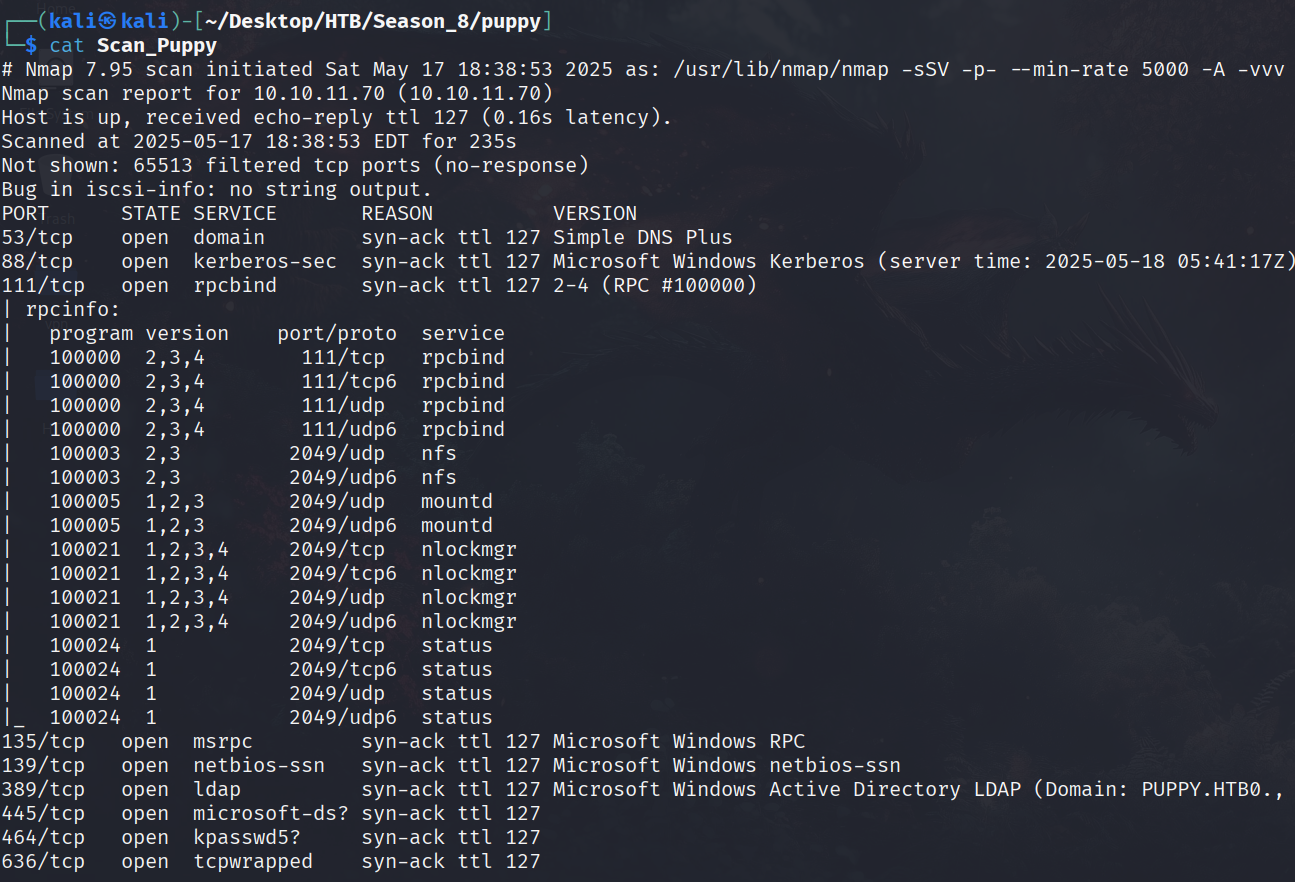 ┌──(kali㉿kali)-[~/Desktop/HTB/Season_8/puppy]
└─$ cat Scan_Puppy
# Nmap 7.95 scan initiated Sat May 17 18:38:53 2025 as: /usr/lib/nmap/nmap -sSV -p- --min-rate 5000 -A -vvv
Nmap scan report for 10.10.11.70 (10.10.11.70)
Host is up, received echo-reply ttl 127 (0.16s latency).
Scanned at 2025-05-17 18:38:53 EDT for 235s
Not shown: 65513 filtered tcp ports (no-response)
Bug in iscsi-info: no string output.
PORT      STATE SERVICE       REASON          VERSION
53/tcp    open  domain        syn-ack ttl 127 Simple DNS Plus
88/tcp    open  kerberos-sec  syn-ack ttl 127 Microsoft Windows Kerberos (server time: 2025-05-18 05:41:17Z)
111/tcp   open  rpcbind       syn-ack ttl 127 2-4 (RPC #100000)
| rpcinfo:
|   program version    port/proto  service
|   100000  2,3,4        111/tcp   rpcbind
|   100000  2,3,4        111/tcp6  rpcbind
|   100000  2,3,4        111/udp   rpcbind
|   100000  2,3,4        111/udp6  rpcbind
|   100003  2,3         2049/udp   nfs
|   100003  2,3         2049/udp6  nfs
|   100005  1,2,3       2049/udp   mountd
|   100005  1,2,3       2049/udp6  mountd
|   100021  1,2,3,4     2049/tcp   nlockmgr
|   100021  1,2,3,4     2049/tcp6  nlockmgr
|   100021  1,2,3,4     2049/udp   nlockmgr
|   100021  1,2,3,4     2049/udp6  nlockmgr
|   100024  1           2049/tcp   status
|   100024  1           2049/tcp6  status
|   100024  1           2049/udp   status
|_  100024  1           2049/udp6  status
135/tcp   open  msrpc         syn-ack ttl 127 Microsoft Windows RPC
139/tcp   open  netbios-ssn   syn-ack ttl 127 Microsoft Windows netbios-ssn
389/tcp   open  ldap          syn-ack ttl 127 Microsoft Windows Active Directory LDAP (Domain: PUPPY.HTB0.,
445/tcp   open  microsoft-ds? syn-ack ttl 127
464/tcp   open  kpasswd5?     syn-ack ttl 127
636/tcp   open  tcpwrapped    syn-ack ttl 127